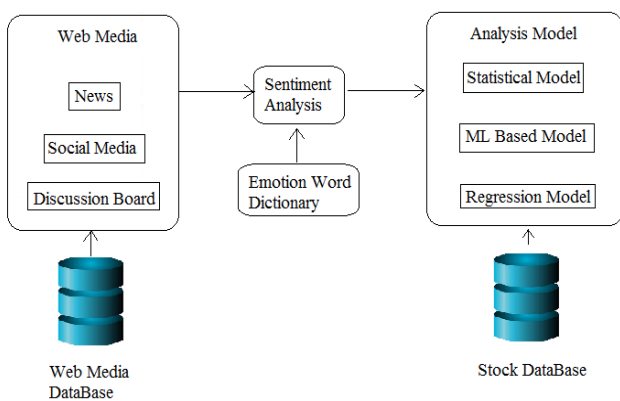 Web Media
News
Social Media
Discussion Board
Web Media
DataBase
Sentiment
Analysis
Emotion Word
Dictionary
Analysis Model
Statistical Model
ML Based Model
Regression Model
Stock DataBase